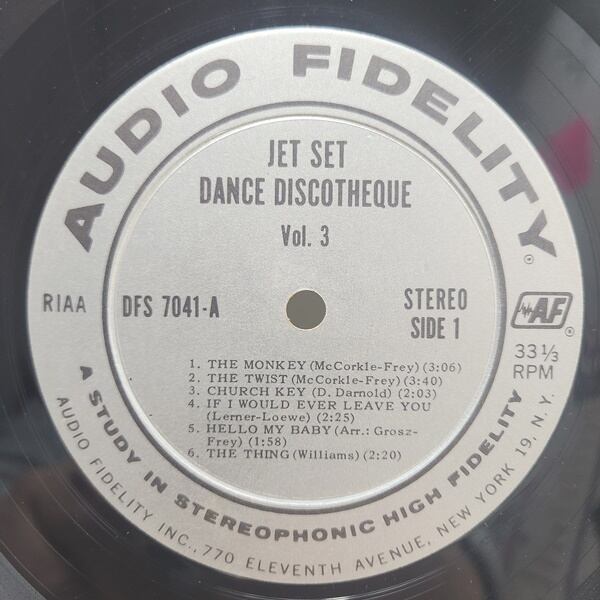 AUDIO FIDELITY®
JET SET
DANCE DISCOTHEQUE
Vol. 3
RIAA
DFS 7041-A
STEREO
SIDE 1
AF®
33 1/3
RPM
1. THE MONKEY (McCorkle-Frey) (3:06)
2. THE TWIST (McCorkle-Frey) (3:40)
3. CHURCH KEY (D. Darnold) (2:03)
4. IF I WOULD EVER LEAVE YOU
(Lerner-Loewe) (2:25)
5. HELLO MY BABY (Arr.: Grosz-
Frey) (1:58)
6. THE THING (Williams) (2:20)
A STUDY IN STEREOPHONIC HIGH FIDELITY
AUDIO FIDELITY INC., 770 ELEVENTH AVENUE, NEW YORK 19, N.Y.